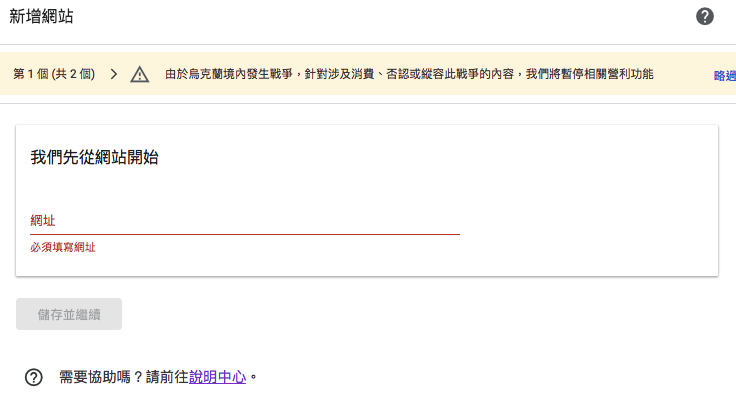 新增網站
第 1 個 (共 2 個)
由於烏克蘭境內發生戰爭，針對涉及消費、否認或縱容此戰爭的內容，我們將暫停相關營利功能
略過
我們先從網站開始
網址
必須填寫網址
儲存並繼續
需要協助嗎？請前往說明中心。